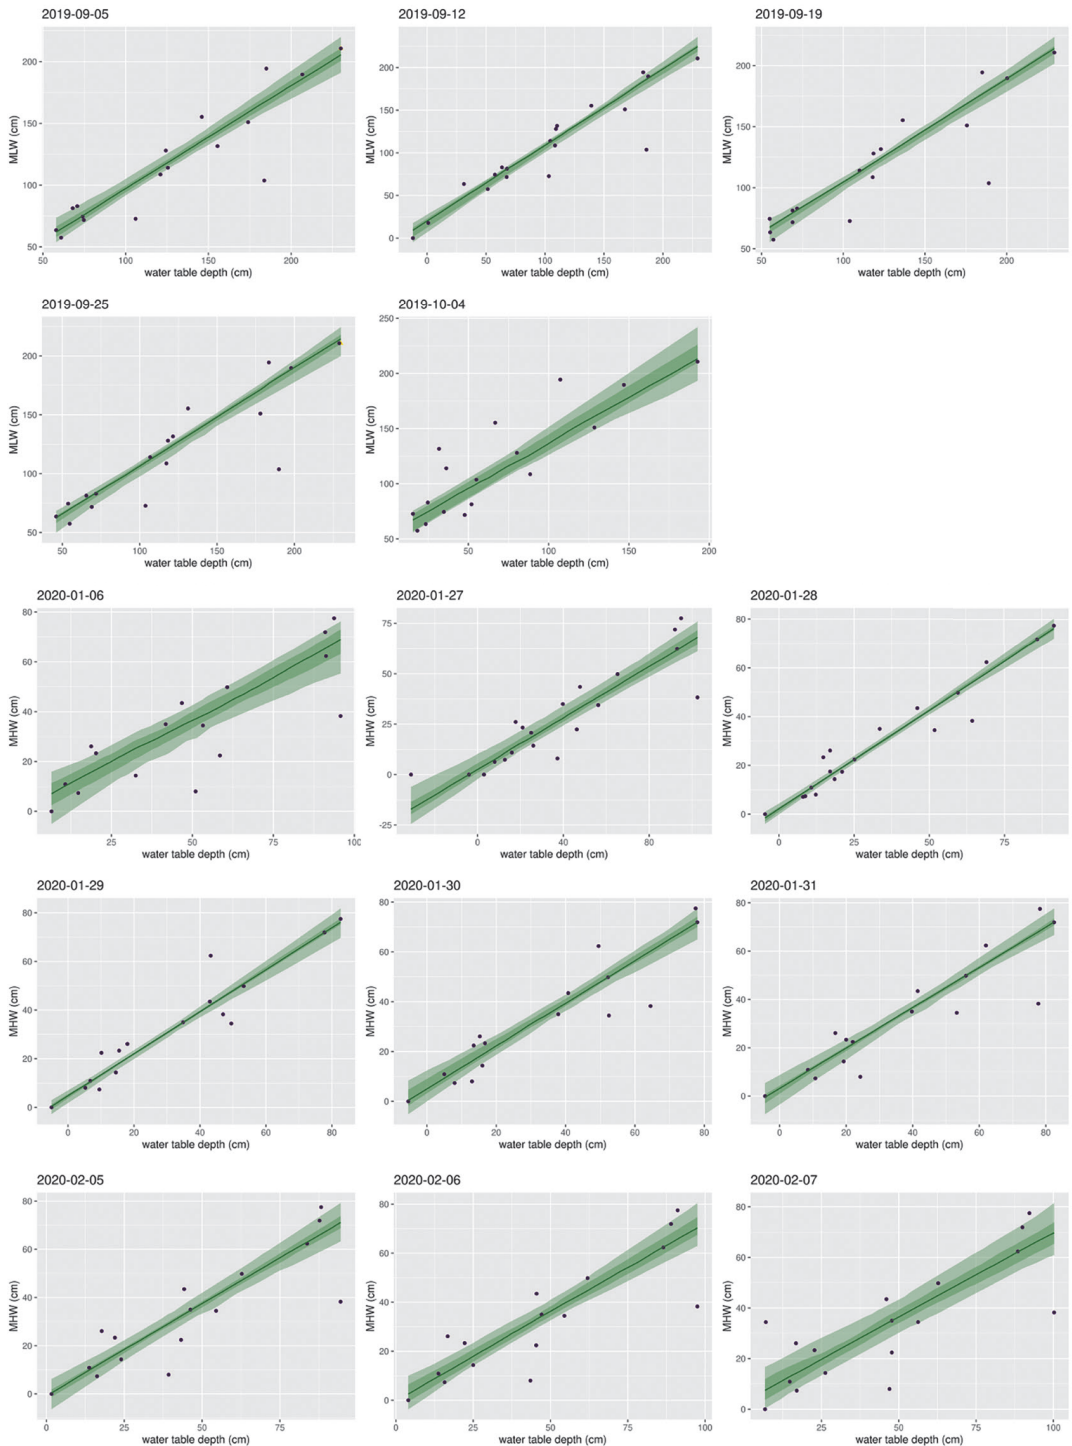 2019-09-05 2019-09-12 2019-09-19
MLW (cm) 200 150 100 50
MLW (cm) 200 150 100 50 0
MLW (cm) 200 150 100 50
50 100 150 200 0 50 100 150 200 50 100 150 200
water table depth (cm) water table depth (cm) water table depth (cm)
2019-09-25 2019-10-04
MLW (cm) 200 150 100 50
MLW (cm) 250 200 150 100 50
50 100 150 200 50 100 150 200
water table depth (cm) water table depth (cm)
2020-01-06 2020-01-27 2020-01-28
MHW (cm) 80 60 40 20 0
MHW (cm) 75 50 25 0 -25
MHW (cm) 80 60 40 20 0
25 50 75 100 0 40 80 0 25 50 75
water table depth (cm) water table depth (cm) water table depth (cm)
2020-01-29 2020-01-30 2020-01-31
MHW (cm) 80 60 40 20 0
MHW (cm) 80 60 40 20 0
MHW (cm) 80 60 40 20 0
0 20 40 60 80 0 20 40 60 80 0 20 40 60 80
water table depth (cm) water table depth (cm) water table depth (cm)
2020-02-05 2020-02-06 2020-02-07
MHW (cm) 80 60 40 20 0
MHW (cm) 80 60 40 20 0
MHW (cm) 80 60 40 20 0
0 25 50 75 0 25 50 75 100 25 50 75 100
water table depth (cm) water table depth (cm) water table depth (cm)